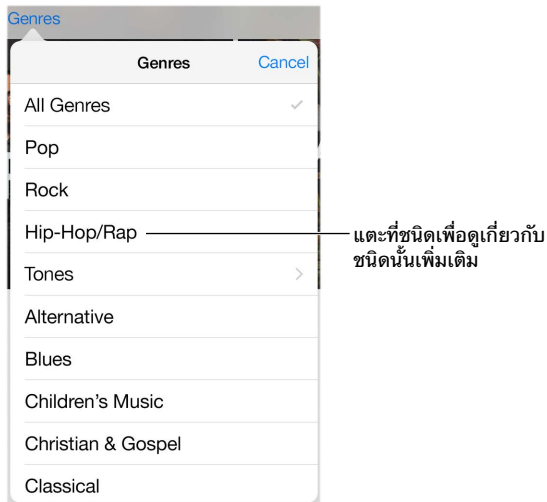 Genres
Genres Cancel
All Genres
Pop
Rock
Hip-Hop/Rap
แตะที่ชนิดเพื่อดูเกี่ยวกับ
ชนิดนั้นเพิ่มเติม
Tones
Alternative
Blues
Children’s Music
Christian & Gospel
Classical